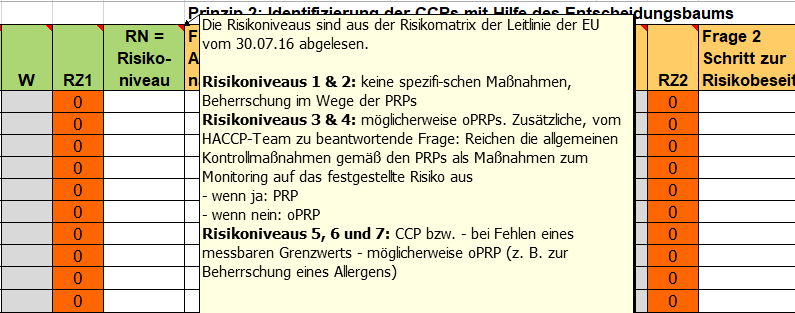 Prinzip 2: Identifizierung der CCPs mit Hilfe des Entscheidungsbaums
W
RZ1
RN =
Risiko-
niveau
F
A
n
Die Risikoniveaus sind aus der Risikomatrix der Leitlinie der EU
vom 30.07.16 abgelesen.
Risikoniveaus 1 & 2: keine spezifi-schen Maßnahmen,
Beherrschung im Wege der PRPs
Risikoniveaus 3 & 4: möglicherweise oPRPs. Zusätzliche, vom
HACCP-Team zu beantwortende Frage: Reichen die allgemeinen
Kontrollmaßnahmen gemäß den PRPs als Maßnahmen zum
Monitoring auf das festgestellte Risiko aus
- wenn ja: PRP
- wenn nein: oPRP
Risikoniveaus 5, 6 und 7: CCP bzw. - bei Fehlen eines
messbaren Grenzwerts - möglicherweise oPRP (z. B. zur
Beherrschung eines Allergens)
RZ2
Frage 2
Schritt zur
Risikobeseit
0 0
0 0
0 0
0 0
0 0
0 0
0 0
0 0
0 0
0 0